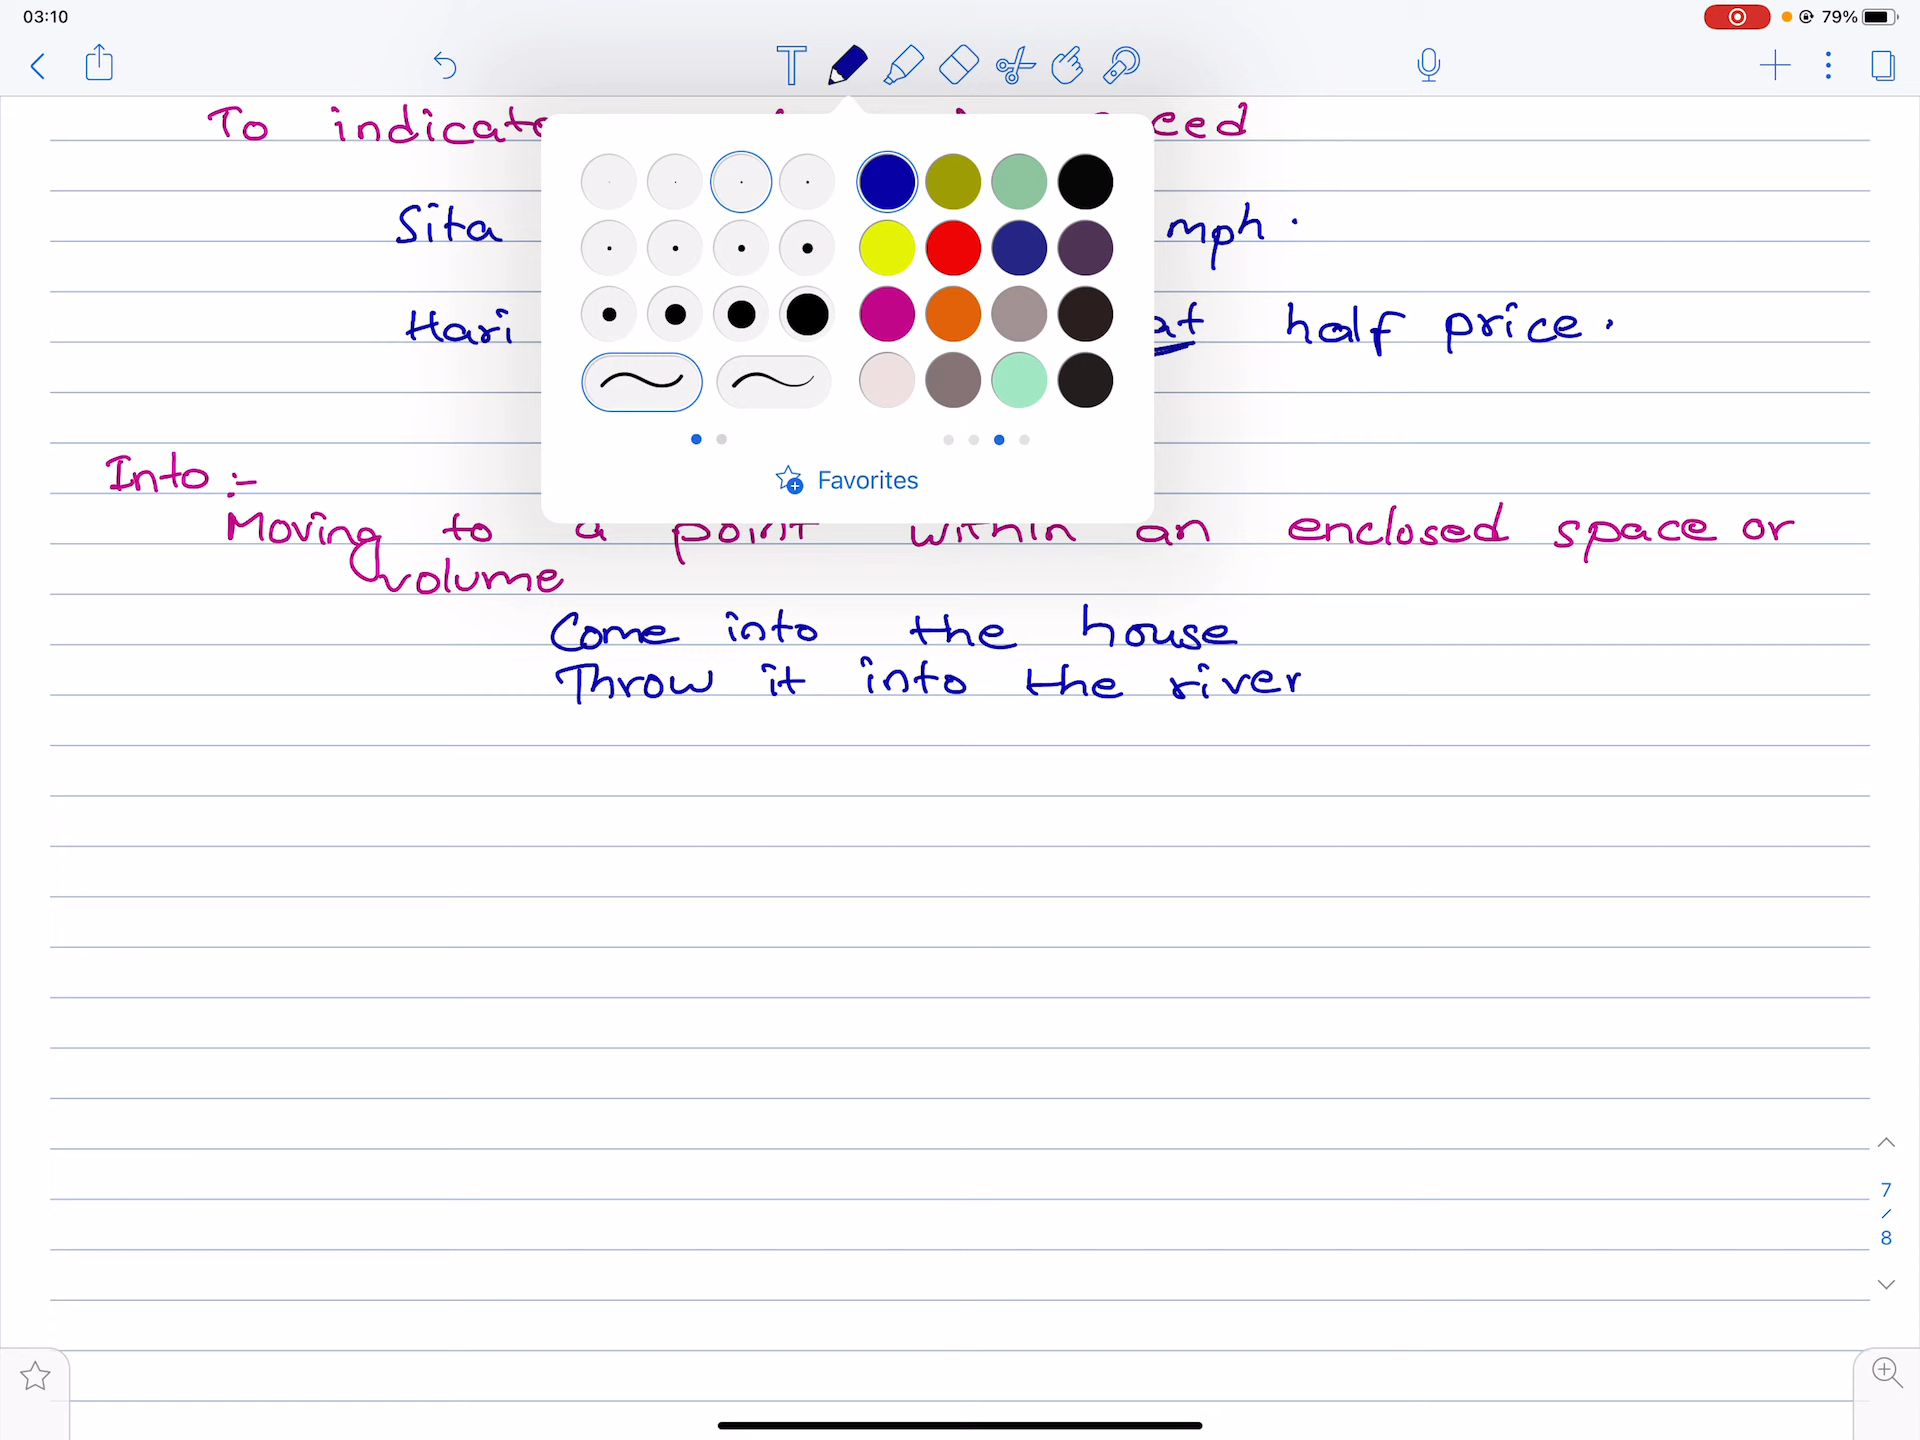 03:10
79%
To indicate eed
Sita mph.
Hari at half price.
Into :-
Moving to a point within an enclosed space or
volume
Come into the house
Throw it into the river
Favorites
7
/
8